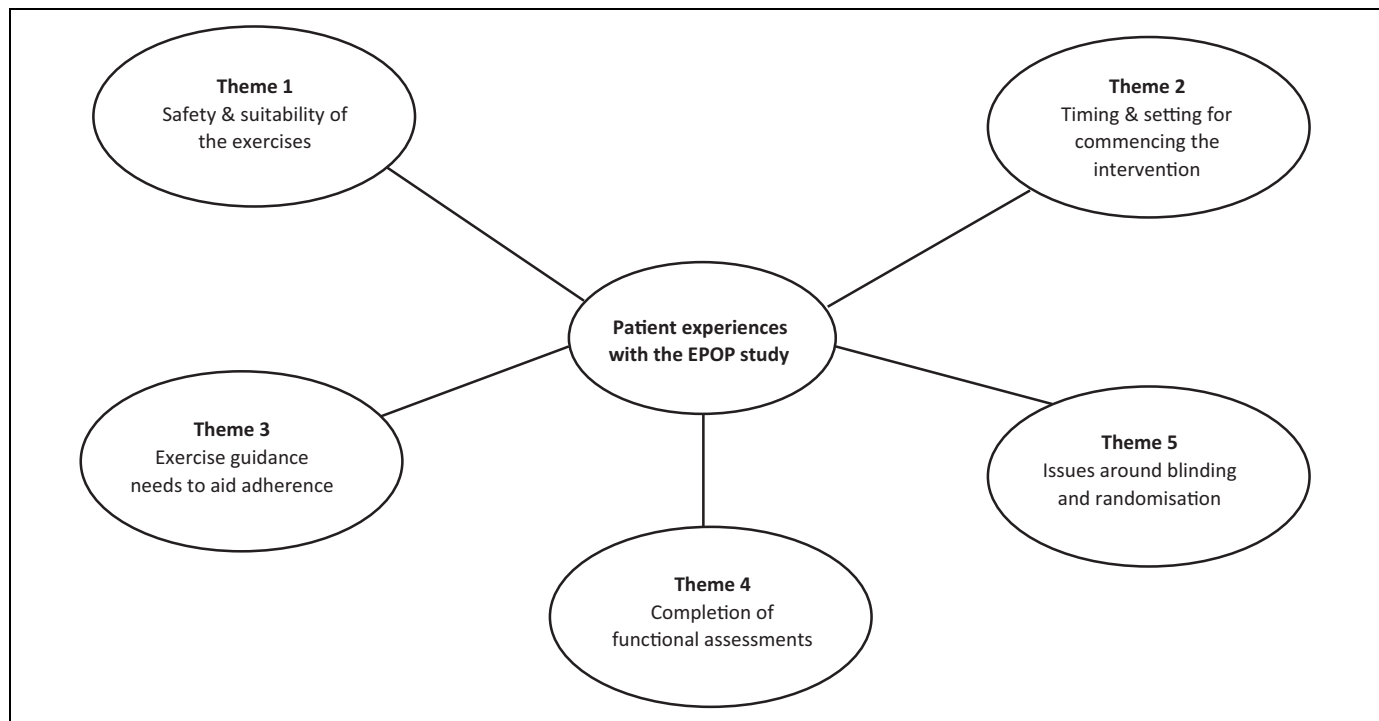 Theme 1
Safety & suitability of
the exercises
Theme 2
Timing & setting for
commencing the
intervention
Patient experiences
with the EPOP study
Theme 3
Exercise guidance
needs to aid adherence
Theme 5
Issues around blinding
and randomisation
Theme 4
Completion of
functional assessments